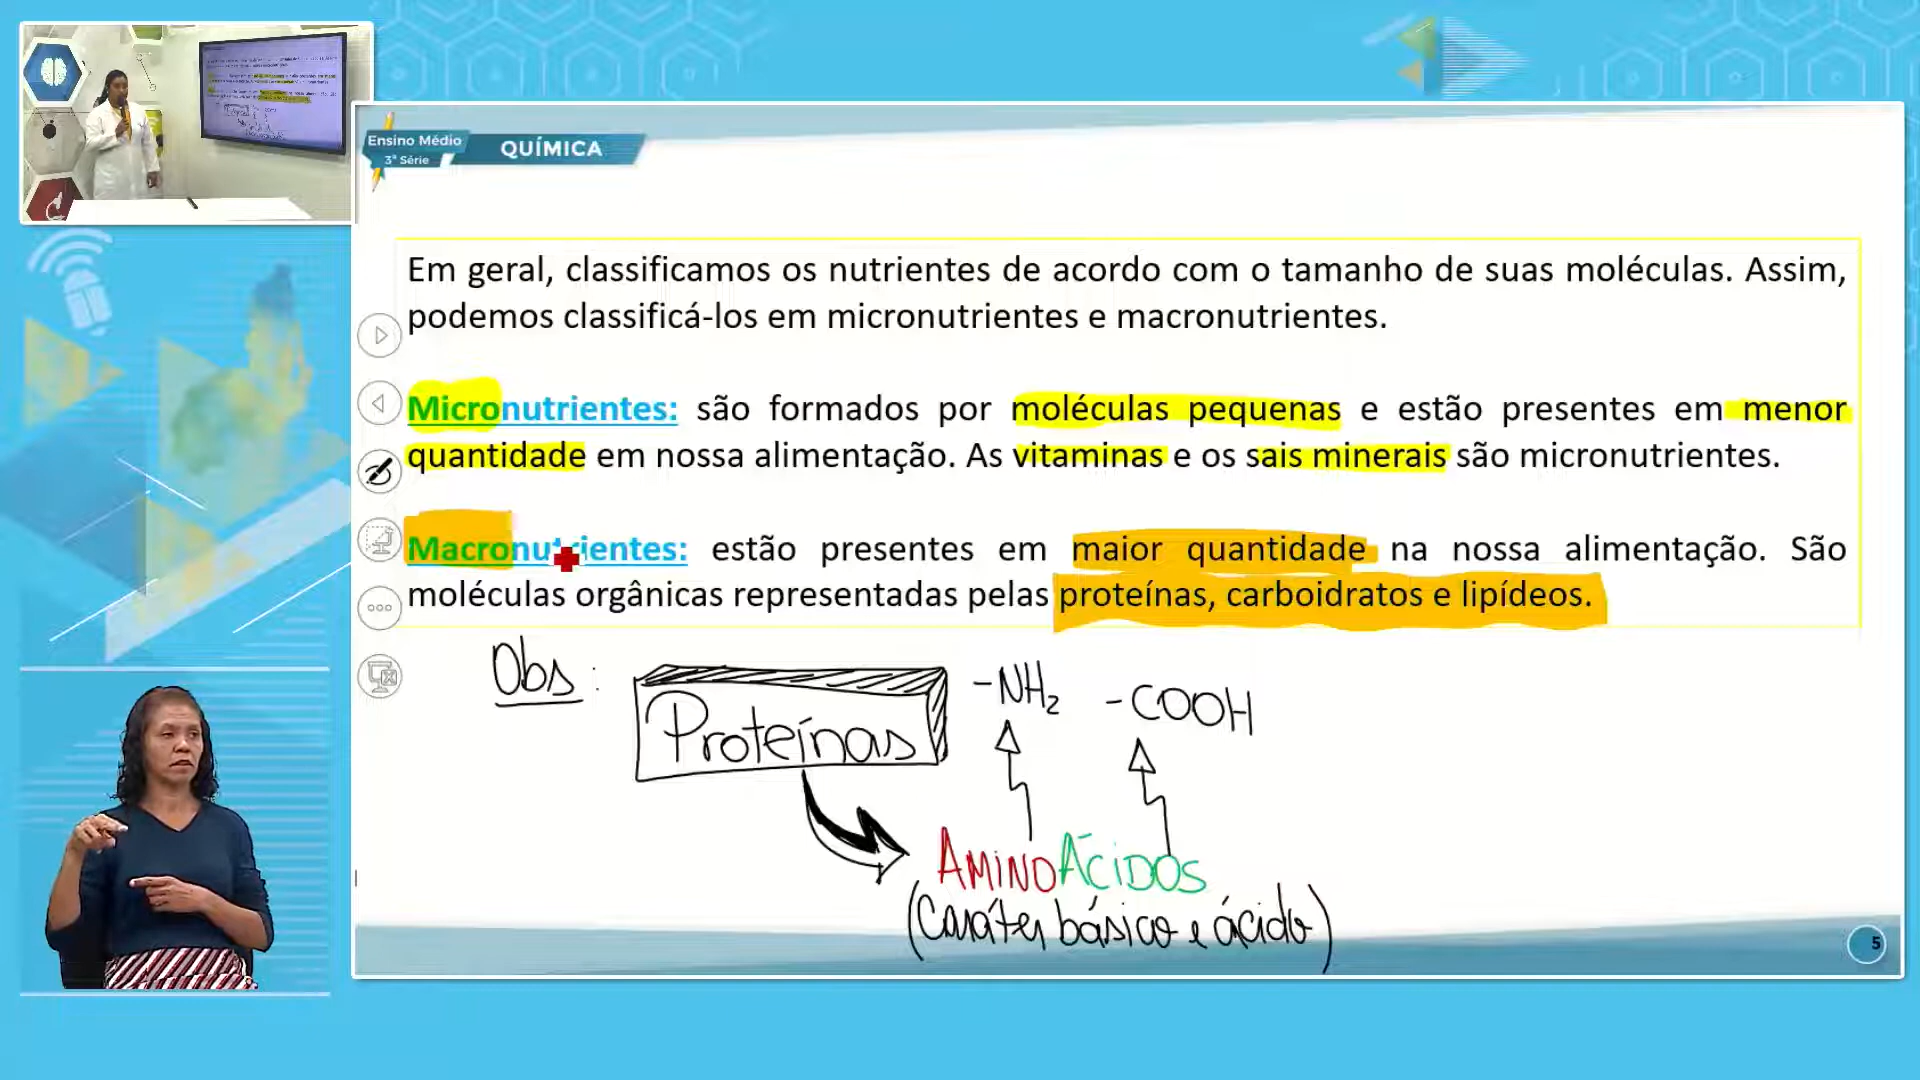 Ensino Médio
3ª Série
QUÍMICA
Em geral, classificamos os nutrientes de acordo com o tamanho de suas moléculas. Assim,
podemos classificá-los em micronutrientes e macronutrientes.
Micronutrientes: são formados por moléculas pequenas e estão presentes em menor
quantidade em nossa alimentação. As vitaminas e os sais minerais são micronutrientes.
Macronutrientes: estão presentes em maior quantidade na nossa alimentação. São
moléculas orgânicas representadas pelas proteínas, carboidratos e lipídeos.
Obs:
Proteínas
-NH₂
-COOH
AMINOÁCIDOS
(Caráter básico e ácido)
5